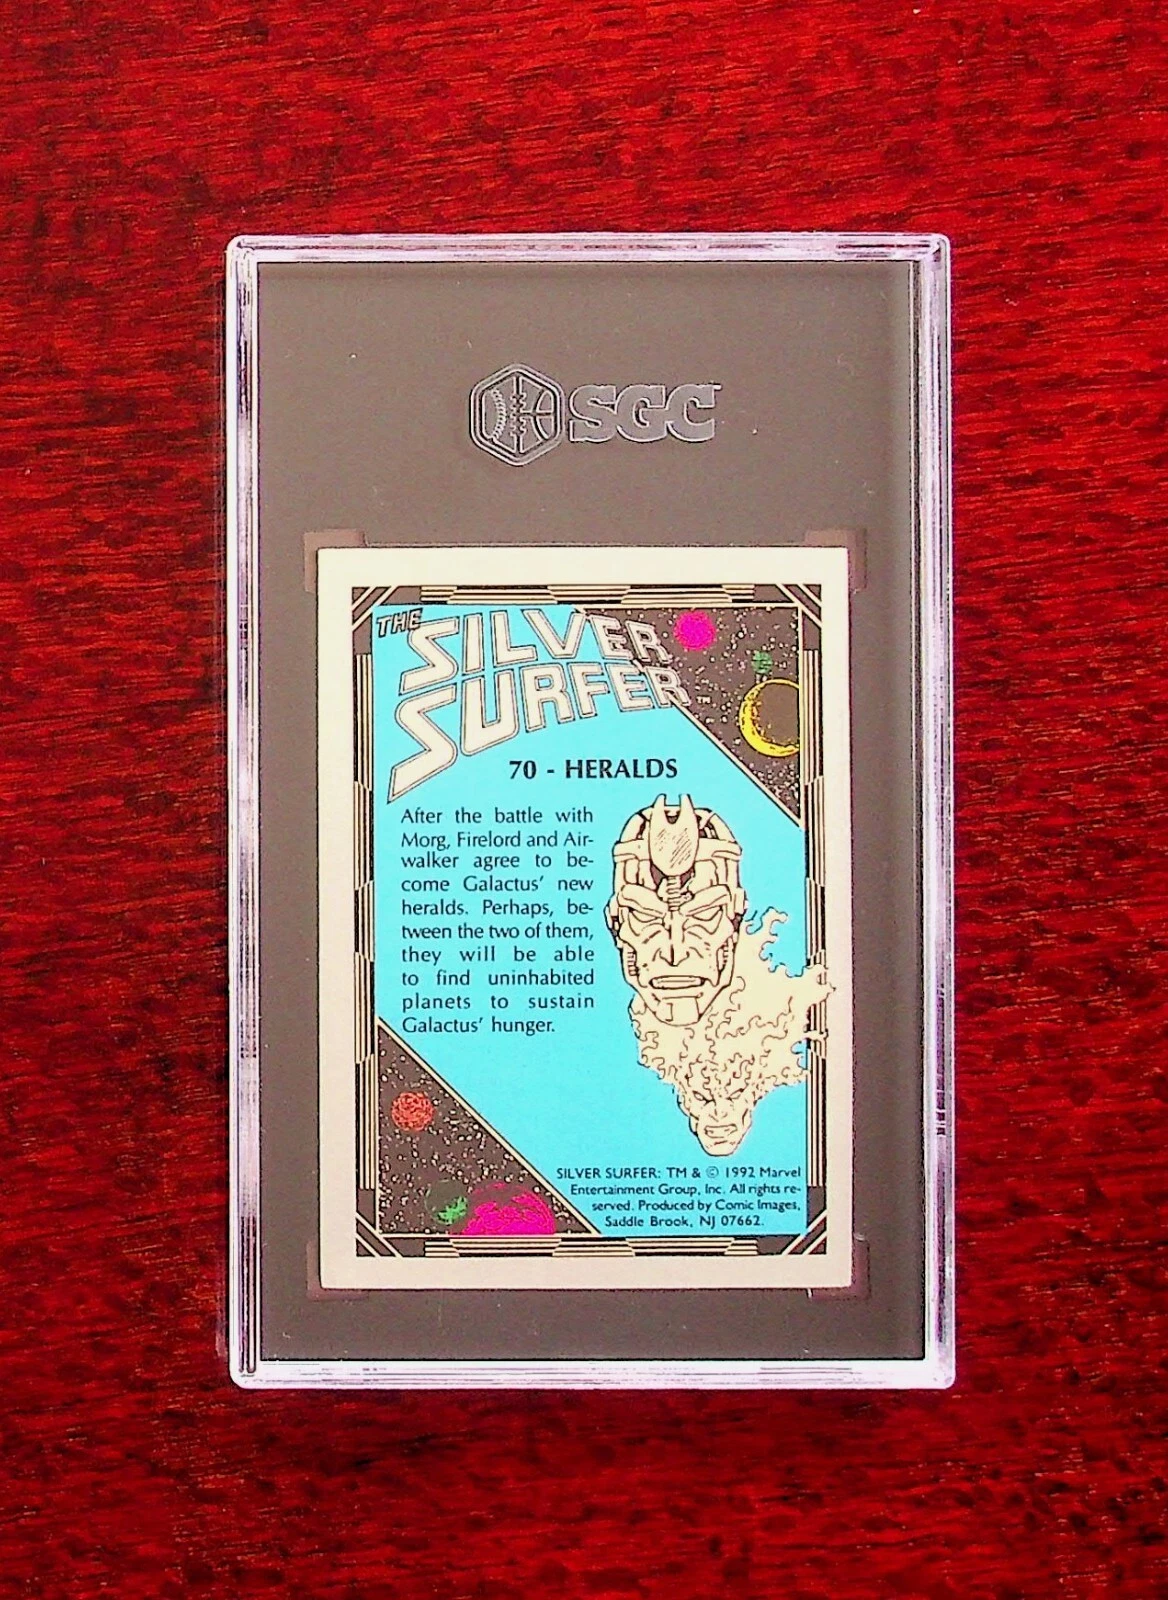 SGC
THE
SILVER
SURFER
70 - HERALDS
After the battle with
Morg, Firelord and Air-
walker agree to be-
come Galactus' new
heralds. Perhaps, be-
tween the two of them,
they will be able
to find uninhabited
planets to sustain
Galactus' hunger.
SILVER SURFER: TM & © 1992 Marvel
Entertainment Group, Inc. All rights re-
served. Produced by Comic Images,
Saddle Brook, NJ 07662.